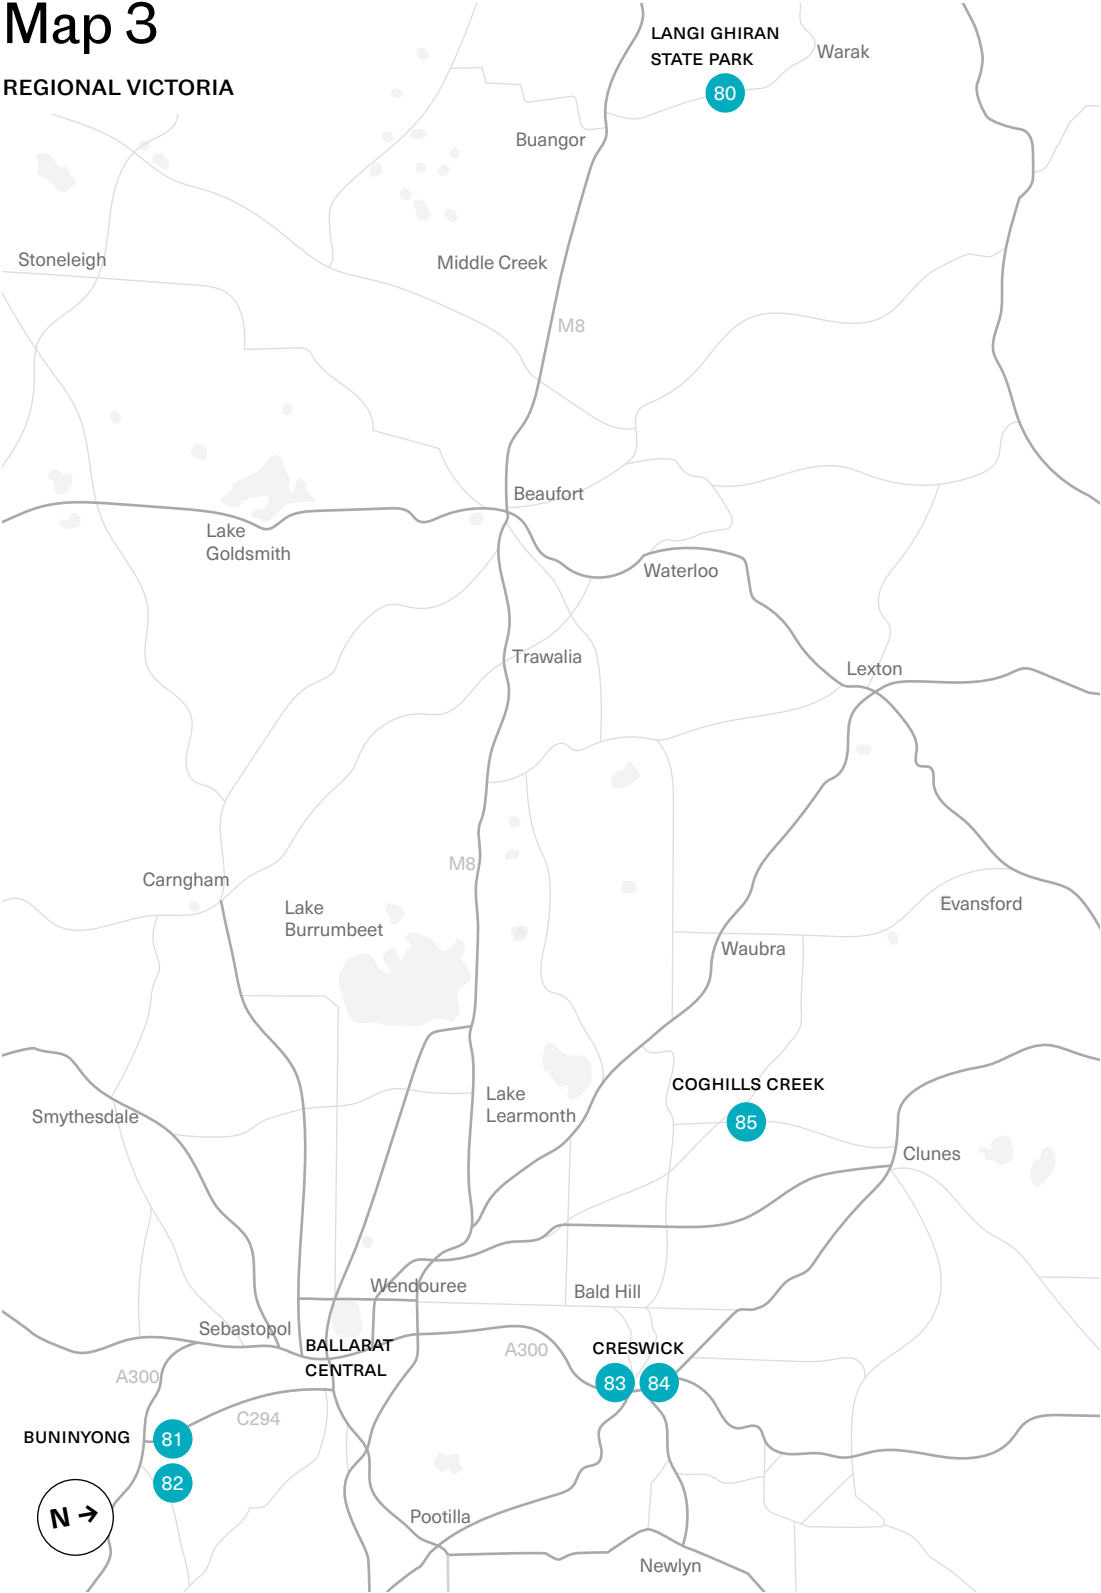 Map 3
REGIONAL VICTORIA
LANGI GHIRAN
STATE PARK
80
Warak
Buangor
Stoneleigh
Middle Creek
M8
Beaufort
Lake
Goldsmith
Waterloo
Trawalia
Lexton
M8
Carngham
Lake
Burrumbeet
Evansford
Waubra
COGHILLS CREEK
85
Lake
Learmonth
Smythesdale
Clunes
Wendouree
Bald Hill
Sebastopol
BALLARAT
CENTRAL
A300
CRESWICK
83
84
A300
C294
BUNINYONG
81
82
N
Pootilla
Newlyn